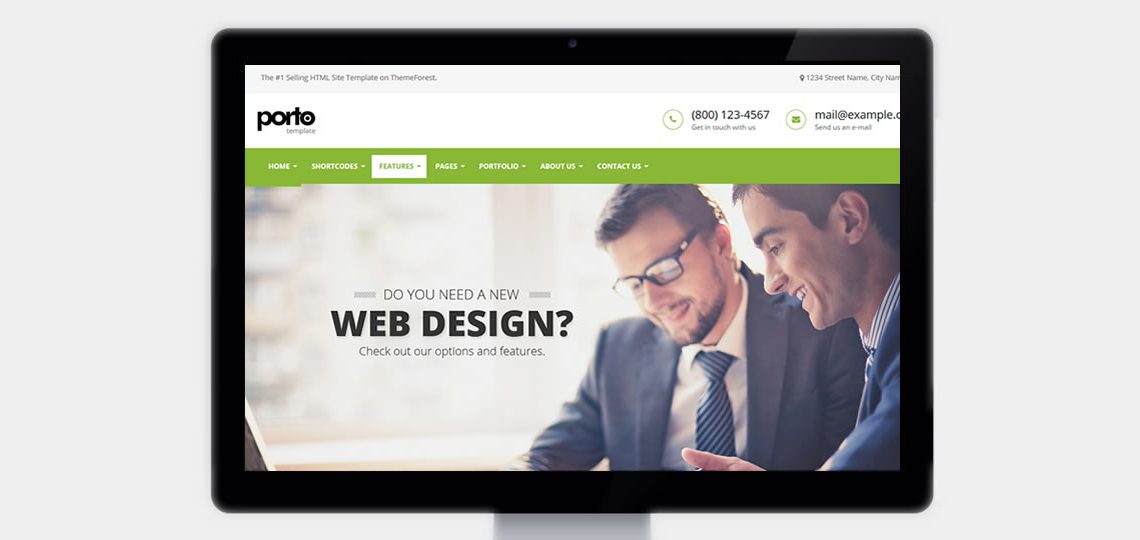 The #1 Selling HTML Site Template on ThemeForest.
1234 Street Name, City Nam
porto
template
(800) 123-4567
Get in touch with us
mail@example.c
Send us an e-mail
HOME
SHORTCODES
FEATURES
PAGES
PORTFOLIO
ABOUT US
CONTACT US
DO YOU NEED A NEW
WEB DESIGN?
Check out our options and features.